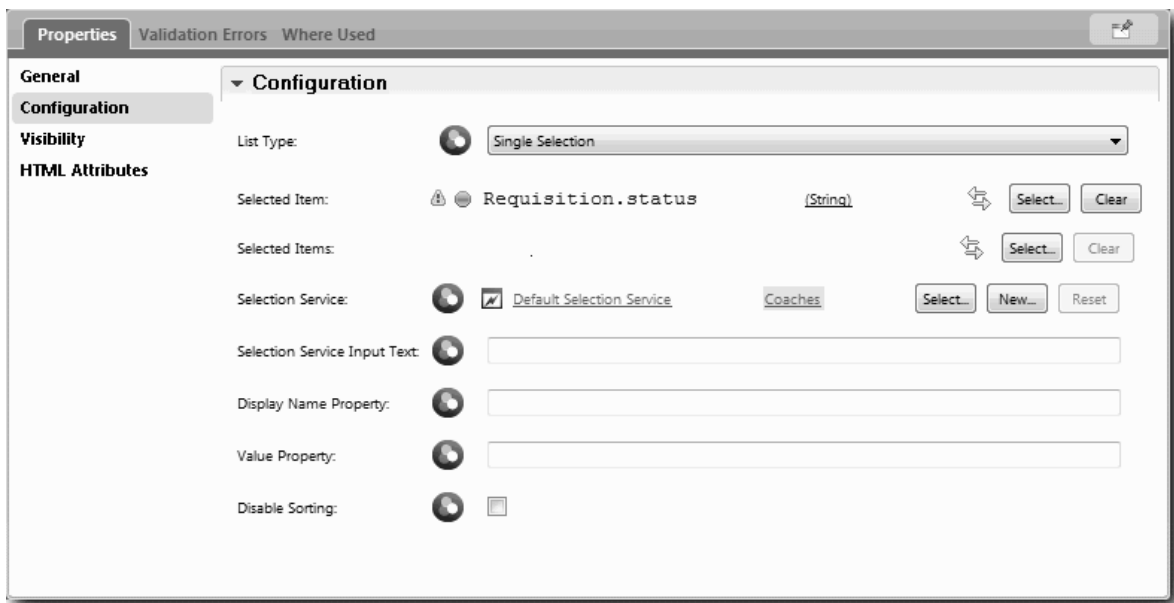 Properties Validation Errors Where Used
General
Configuration
Visibility
HTML Attributes
Configuration
List Type: Single Selection
Selected Item: Requisition.status (String) Select... Clear
Selected Items: . Select... Clear
Selection Service: Default Selection Service Coaches Select... New... Reset
Selection Service Input Text:
Display Name Property:
Value Property:
Disable Sorting: